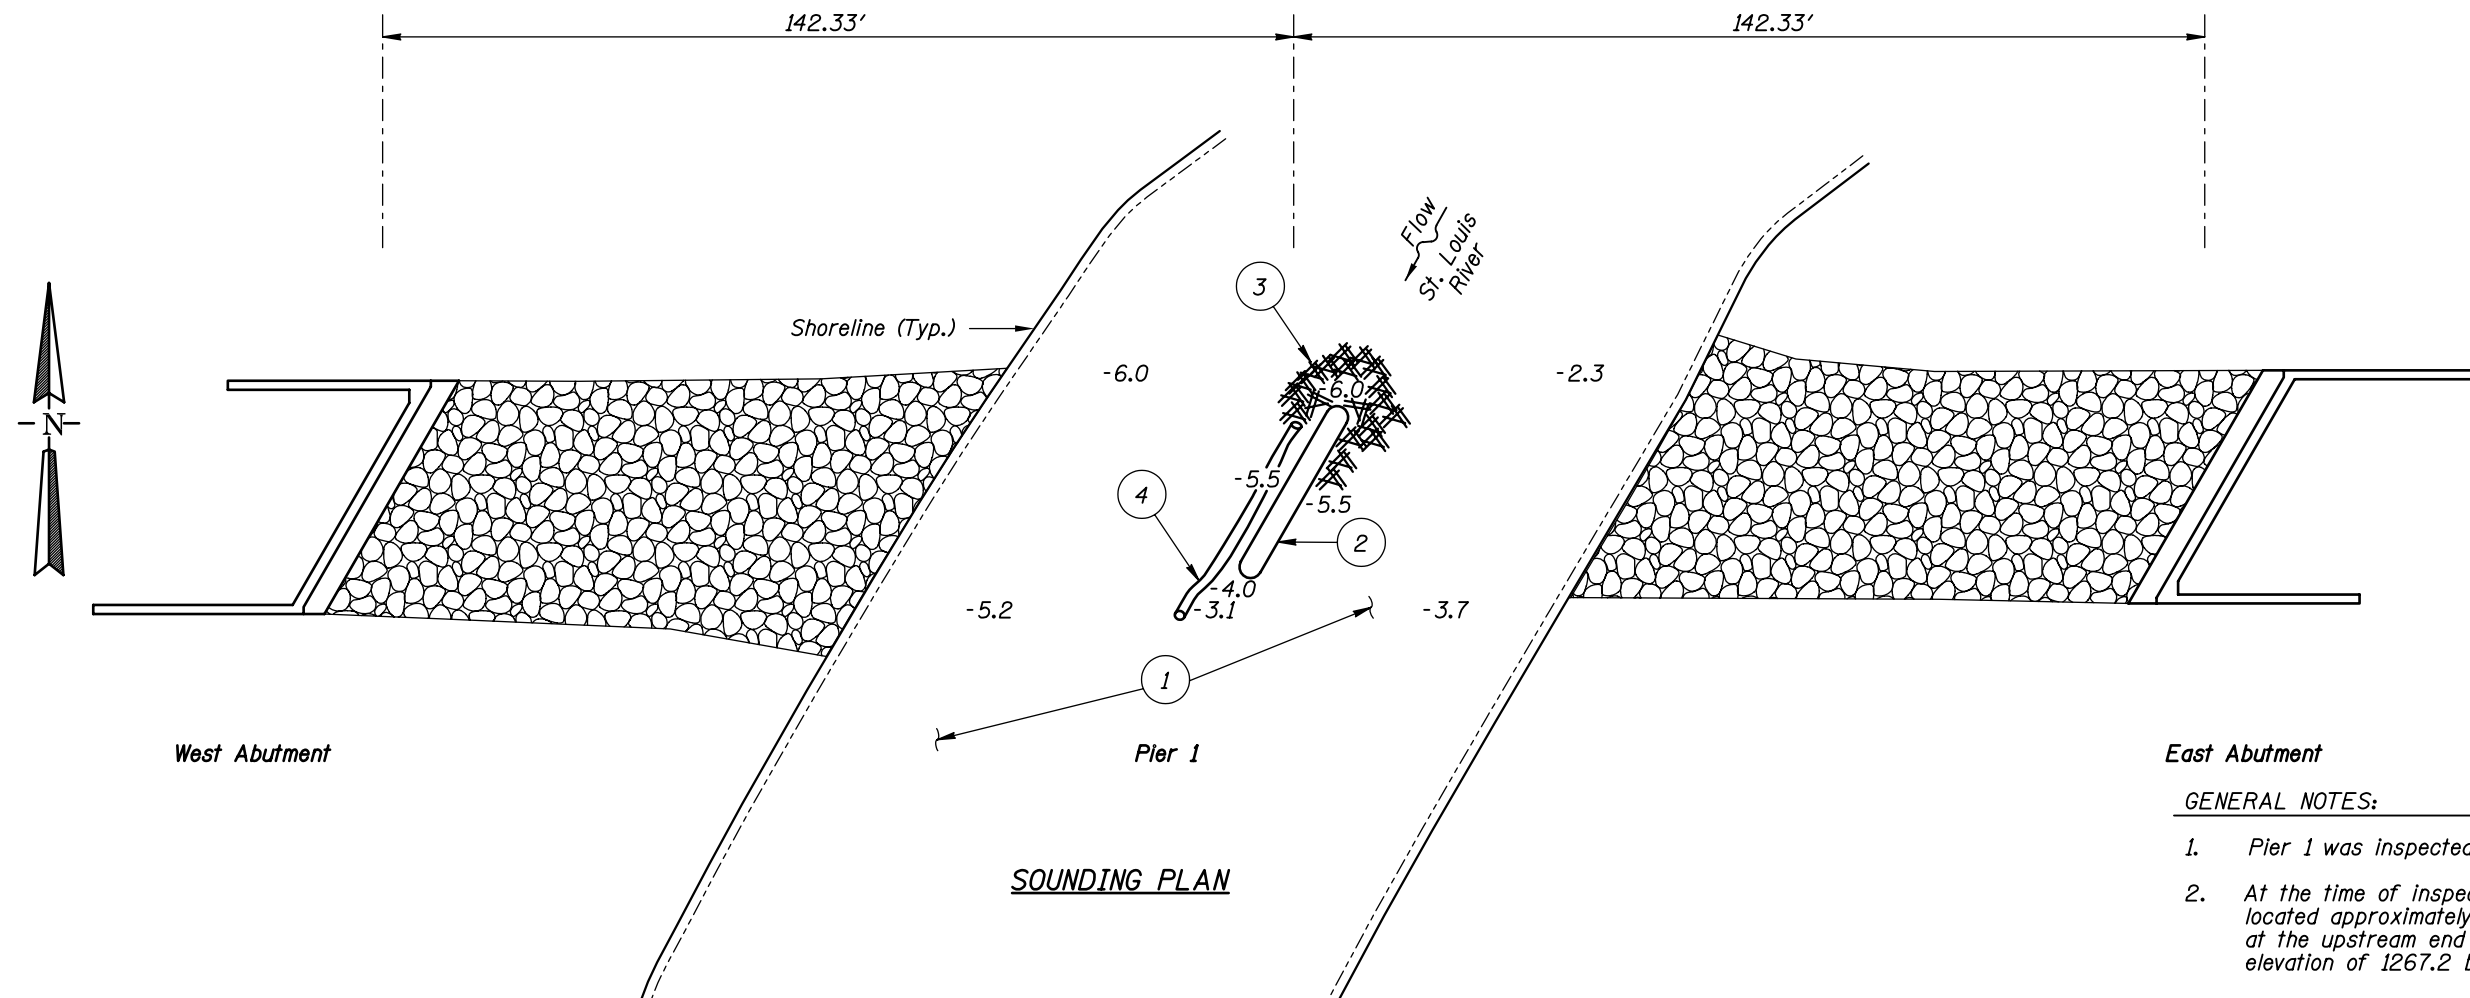 142.33' 142.33'
Flow
St. Louis
River
3
Shoreline (Typ.)
-6.0 -6.0 -2.3
N
-5.5
4 -5.5
2
-4.0
-5.2 -3.1 -3.7
1
West Abutment Pier 1 East Abutment
GENERAL NOTES:
1. Pier 1 was inspected
SOUNDING PLAN
2. At the time of
located approximately
at the upstream end
elevation of 1267.2